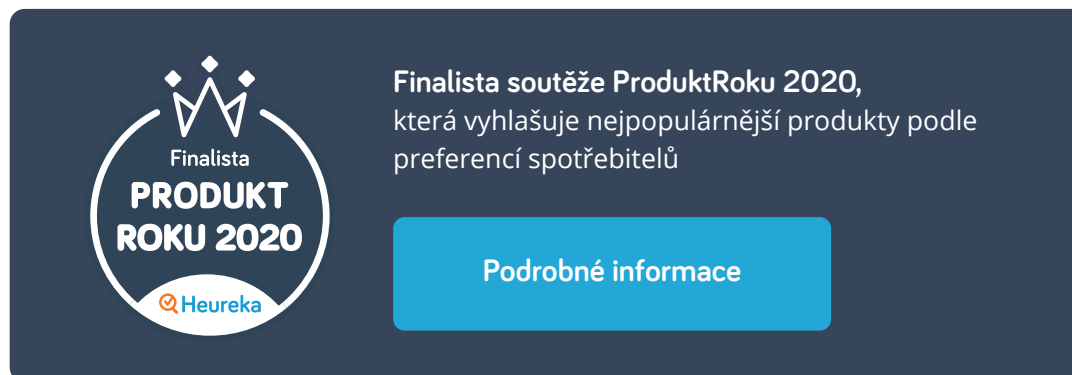 Finalista
PRODUKT
ROKU 2020
Heureka
Finalista soutěže ProduktRoku 2020,
která vyhlašuje nejpopulárnější produkty podle
preferencí spotřebitelů
Podrobné informace